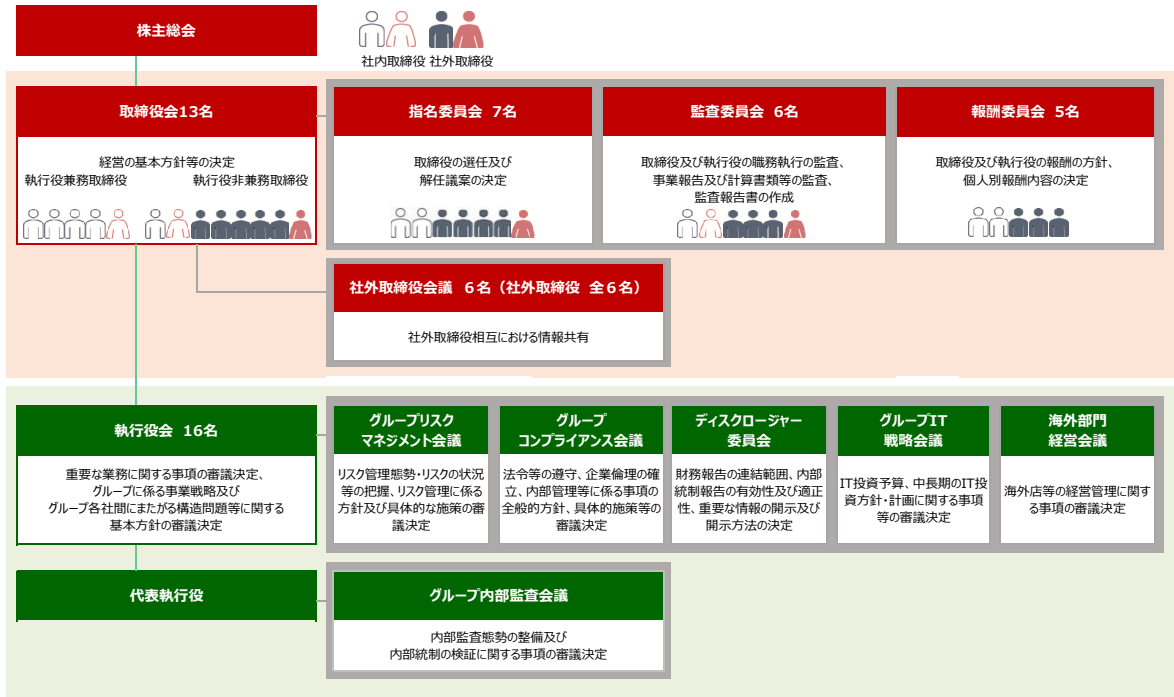 株主総会
社内取締役 社外取締役
取締役会13名
経営の基本方針等の決定
執行役兼務取締役 執行役非兼務取締役
指名委員会 7名
取締役の選任及び
解任議案の決定
監査委員会 6名
取締役及び執行役の職務執行の監査、
事業報告及び計算書類等の監査、
監査報告書の作成
報酬委員会 5名
取締役及び執行役の報酬の方針、
個人別報酬内容の決定
社外取締役会議 6名（社外取締役 全６名）
社外取締役相互における情報共有
執行役会 16名
重要な業務に関する事項の審議決定、
グループに係る事業戦略及び
グループ各社間にまたがる構造問題等に関する
基本方針の審議決定
グループリスク
マネジメント会議
リスク管理態勢・リスクの状況
等の把握、リスク管理に係る
方針及び具体的な施策の審
議決定
グループ
コンプライアンス会議
法令等の遵守、企業倫理の確
立、内部管理等に係る事項の
全般的方針、具体的施策等の
審議決定
ディスクロージャー
委員会
財務報告の連結範囲、内部
統制報告の有効性及び適正
性、重要な情報の開示及び
開示方法の決定
グループIT
戦略会議
IT投資予算、中長期のIT投
資方針・計画に関する事項
等の審議決定
海外部門
経営会議
海外店等の経営管理に関す
る事項の審議決定
代表執行役
グループ内部監査会議
内部監査態勢の整備及び
内部統制の検証に関する事項の審議決定